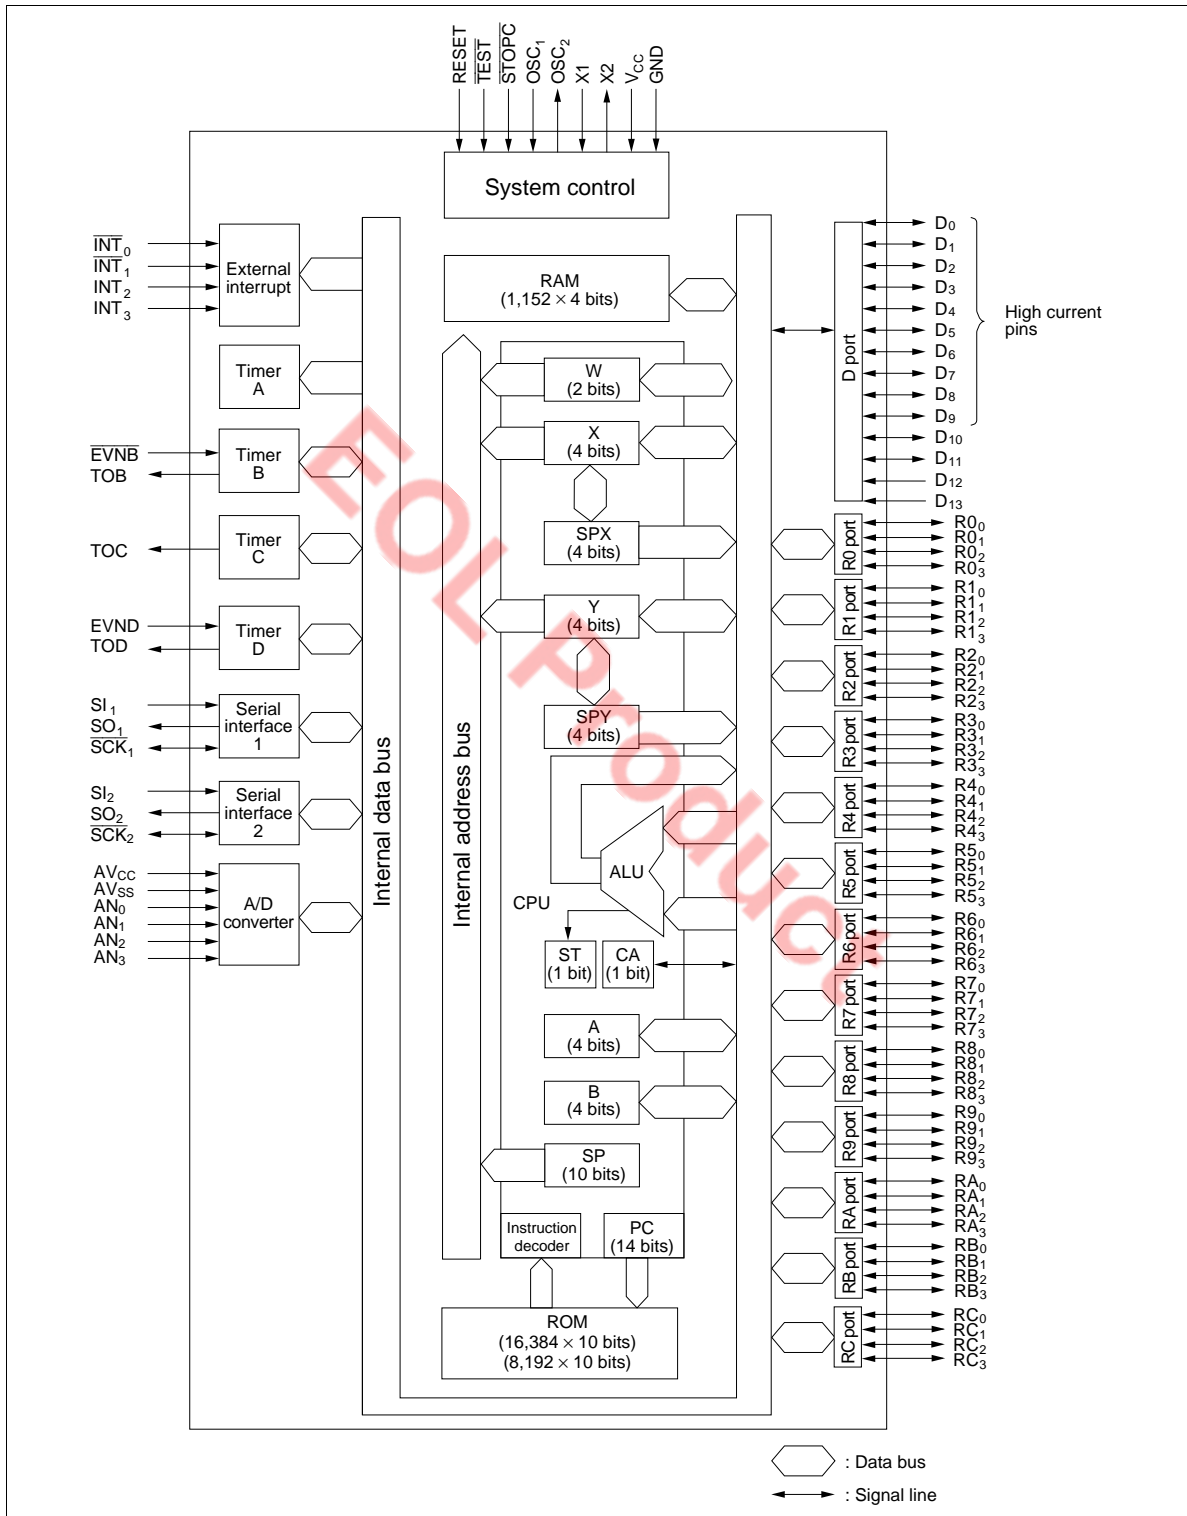 RESET
TEST
STOPC
OSC1
OSC2
X1
X2
VCC
GND
System control
INT0
INT1
INT2
INT3
External
interrupt
Timer
A
EVNB
TOB
Timer
B
TOC
Timer
C
EVND
TOD
Timer
D
SI1
SO1
SCK1
Serial
interface
1
SI2
SO2
SCK2
Serial
interface
2
AVCC
AVSS
AN0
AN1
AN2
AN3
A/D
converter
Internal data bus
Internal address bus
RAM
(1,152 × 4 bits)
W
(2 bits)
X
(4 bits)
SPX
(4 bits)
Y
(4 bits)
SPY
(4 bits)
ALU
CPU
ST
(1 bit)
CA
(1 bit)
A
(4 bits)
B
(4 bits)
SP
(10 bits)
Instruction
decoder
PC
(14 bits)
ROM
(16,384 × 10 bits)
(8,192 × 10 bits)
D port
D0
D1
D2
D3
D4
D5
D6
D7
D8
D9
D10
D11
D12
D13
High current
pins
R0 port
R00
R01
R02
R03
R1 port
R10
R11
R12
R13
R2 port
R20
R21
R22
R23
R3 port
R30
R31
R32
R33
R4 port
R40
R41
R42
R43
R5 port
R50
R51
R52
R53
R6 port
R60
R61
R62
R63
R7 port
R70
R71
R72
R73
R8 port
R80
R81
R82
R83
R9 port
R90
R91
R92
R93
RA port
RA0
RA1
RA2
RA3
RB port
RB0
RB1
RB2
RB3
RC port
RC0
RC1
RC2
RC3
: Data bus
: Signal line
EOL Product